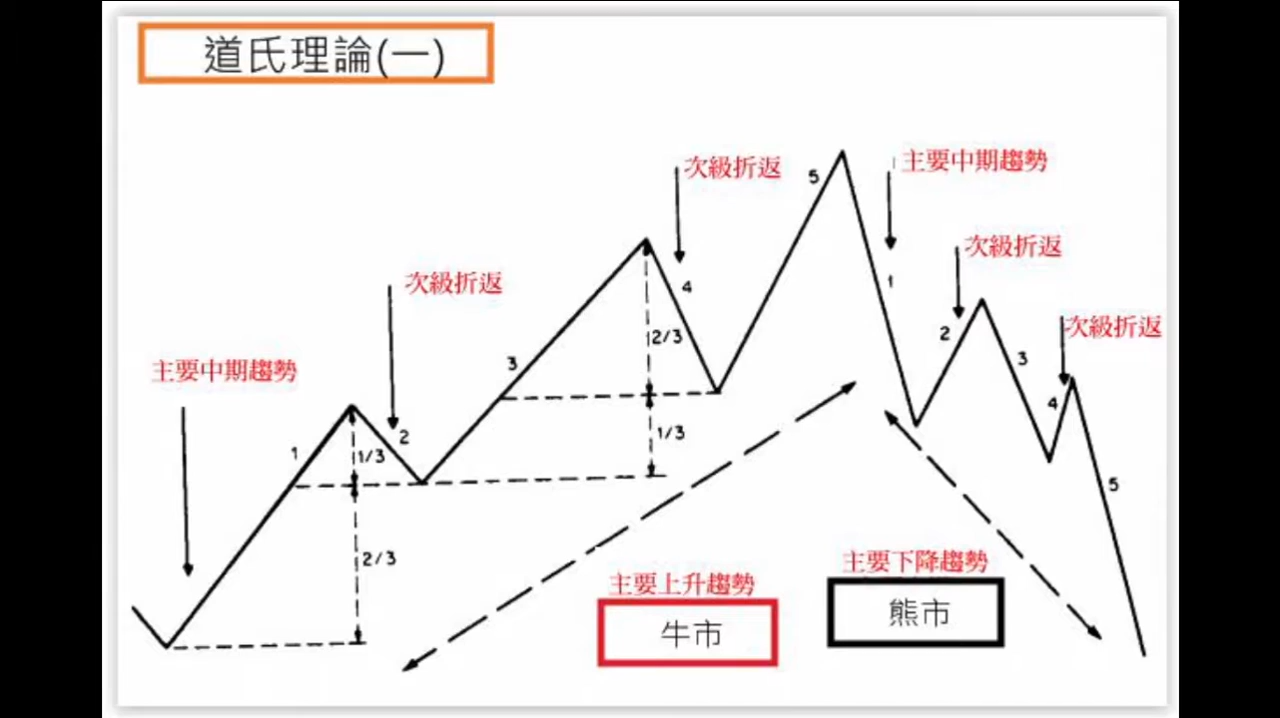 道氏理論(一)
次級折返
5
主要中期趨勢
次級折返
次級折返
4
1
次級折返
2/3
2
3
3
主要中期趨勢
4
1/3
2
1
1/3
5
2/3
主要上升趨勢
牛市
主要下降趨勢
熊市